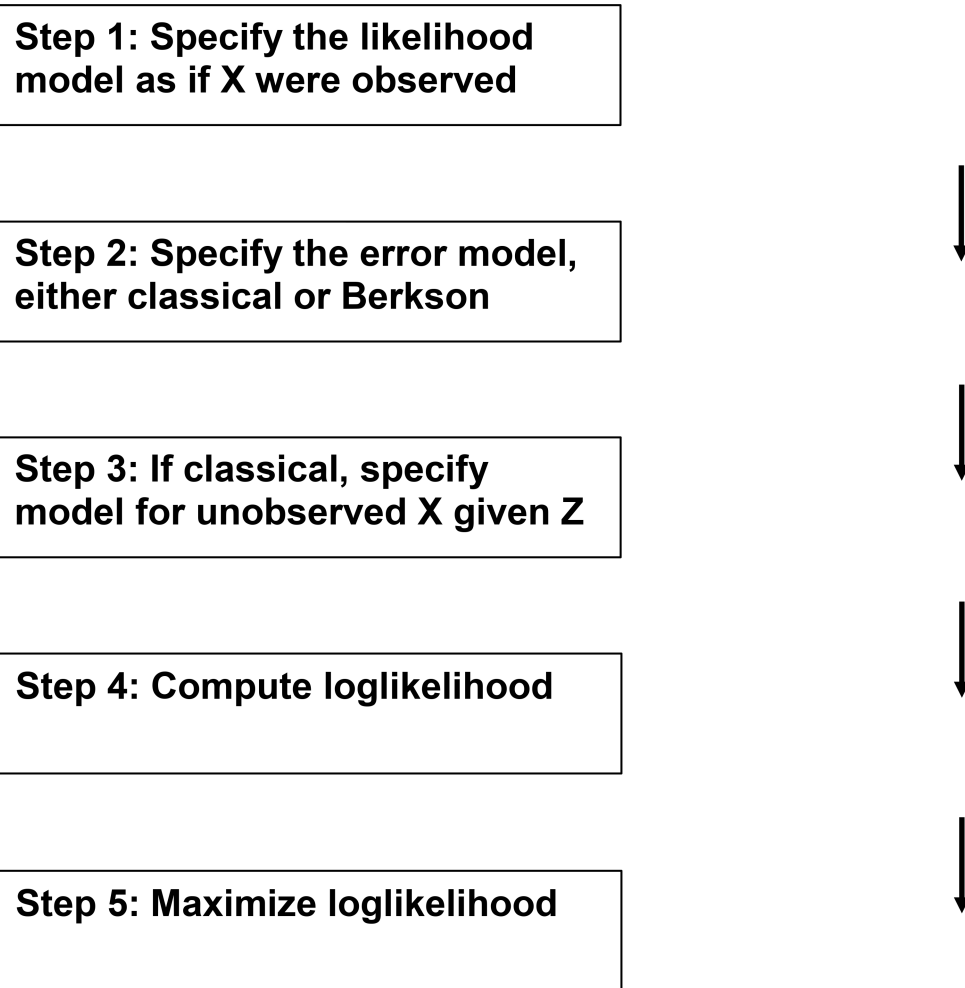 Step 1: Specify the likelihood
model as if X were observed
Step 2: Specify the error model,
either classical or Berkson
Step 3: If classical, specify
model for unobserved X given Z
Step 4: Compute loglikelihood
Step 5: Maximize loglikelihood